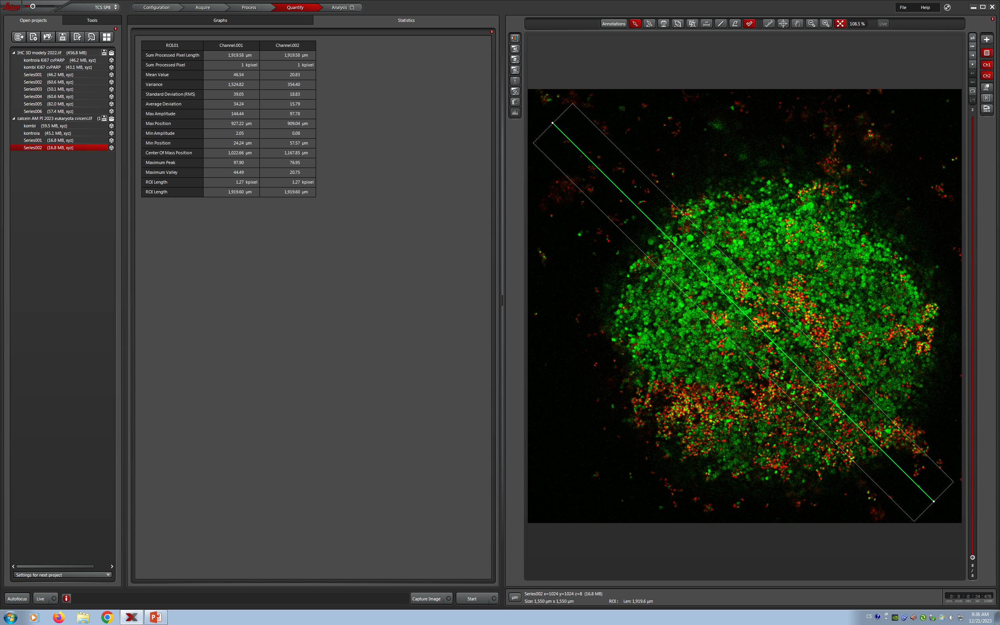 Leica
TCS SP8
Configuration
Acquire
Process
Quantify
Analysis
File
Help
Open projects
Tools
Graphs
Statistics
Annotations
108.5 %
Live
IHC 3D modely 2022.lif (456.8 MB)
kontrola Ki67 cvPARP (46.2 MB, xyz)
kombi Ki67 cvPARP (43.1 MB, xyz)
Series001 (46.2 MB, xyz)
Series002 (60.6 MB, xyz)
Series003 (50.1 MB, xyz)
Series004 (60.6 MB, xyz)
Series005 (82.0 MB, xyz)
Series006 (57.4 MB, xyz)
calcein AM PI 2023 eukaryota cviceni.lif (1
kombi (59.5 MB, xyz)
kontrola (45.1 MB, xyz)
Series001 (16.8 MB, xyz)
Series002 (16.8 MB, xyz)
ROI.01 Channel.001 Channel.002
Sum Processed Pixel Length 1,919.58 µm 1,919.58 µm
Sum Processed Pixel 1 kpixel 1 kpixel
Mean Value 46.54 20.83
Variance 1,524.82 354.40
Standard Deviation (RMS) 39.05 18.83
Average Deviation 34.24 15.79
Max Amplitude 144.44 97.78
Max Position 927.22 µm 909.04 µm
Min Amplitude 2.05 0.08
Min Position 24.24 µm 57.57 µm
Center Of Mass Position 1,022.66 µm 1,167.85 µm
Maximum Peak 97.90 76.95
Maximum Valley 44.49 20.75
ROI Length 1.27 kpixel 1.27 kpixel
ROI Length 1,919.60 µm 1,919.60 µm
x4
z
8
/
8
Ch1
Ch2
Settings for next project
Autofocus
Live
Capture Image
Start
µm
Series002 x=1024 y=1024 z=8 (16.8 MB)
Size: 1,550 µm x 1,550 µm
ROI : Len: 1,919.6 µm
0 : 0 : 0 : 24 : 478
DAYS HOURS MIN SEC 1/1000
CS
9:36 AM
12/21/2023